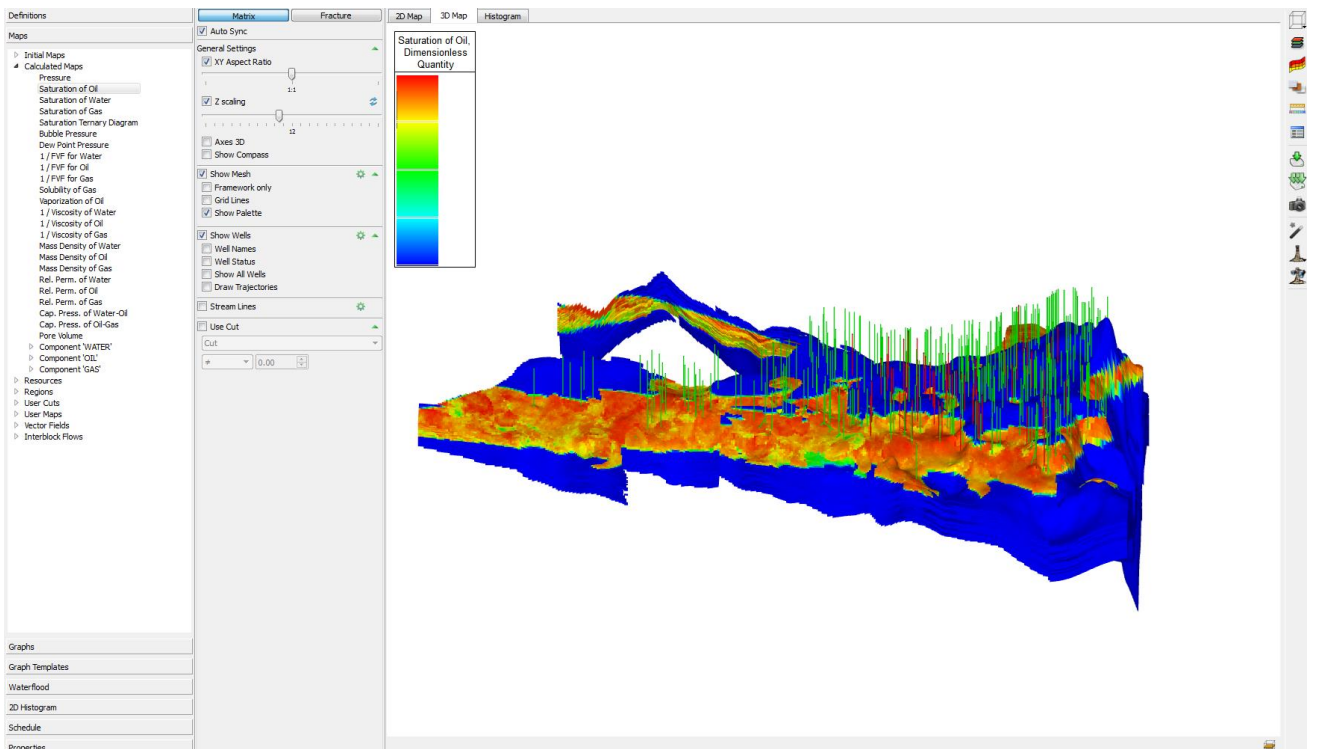 Definitions
Maps
Initial Maps
Calculated Maps
Pressure
Saturation of Oil
Saturation of Water
Saturation of Gas
Saturation Ternary Diagram
Bubble Pressure
Dew Point Pressure
1 / FVF for Water
1 / FVF for Oil
1 / FVF for Gas
Solubility of Gas
Vaporization of Oil
1 / Viscosity of Water
1 / Viscosity of Oil
1 / Viscosity of Gas
Mass Density of Water
Mass Density of Oil
Mass Density of Gas
Rel. Perm. of Water
Rel. Perm. of Oil
Rel. Perm. of Gas
Cap. Press. of Water-Oil
Cap. Press. of Oil-Gas
Pore Volume
Component 'WATER'
Component 'OIL'
Component 'GAS'
Resources
Regions
User Cuts
User Maps
Vector Fields
Interblock Flows
Graphs
Graph Templates
Waterflood
2D Histogram
Schedule
Properties
Matrix Fracture
Auto Sync
General Settings
XY Aspect Ratio
1:1
Z scaling
12
Axes 3D
Show Compass
Show Mesh
Framework only
Grid Lines
Show Palette
Show Wells
Well Names
Well Status
Show All Wells
Draw Trajectories
Stream Lines
Use Cut
Cut
≠ 0.00
2D Map 3D Map Histogram
Saturation of Oil,
Dimensionless
Quantity